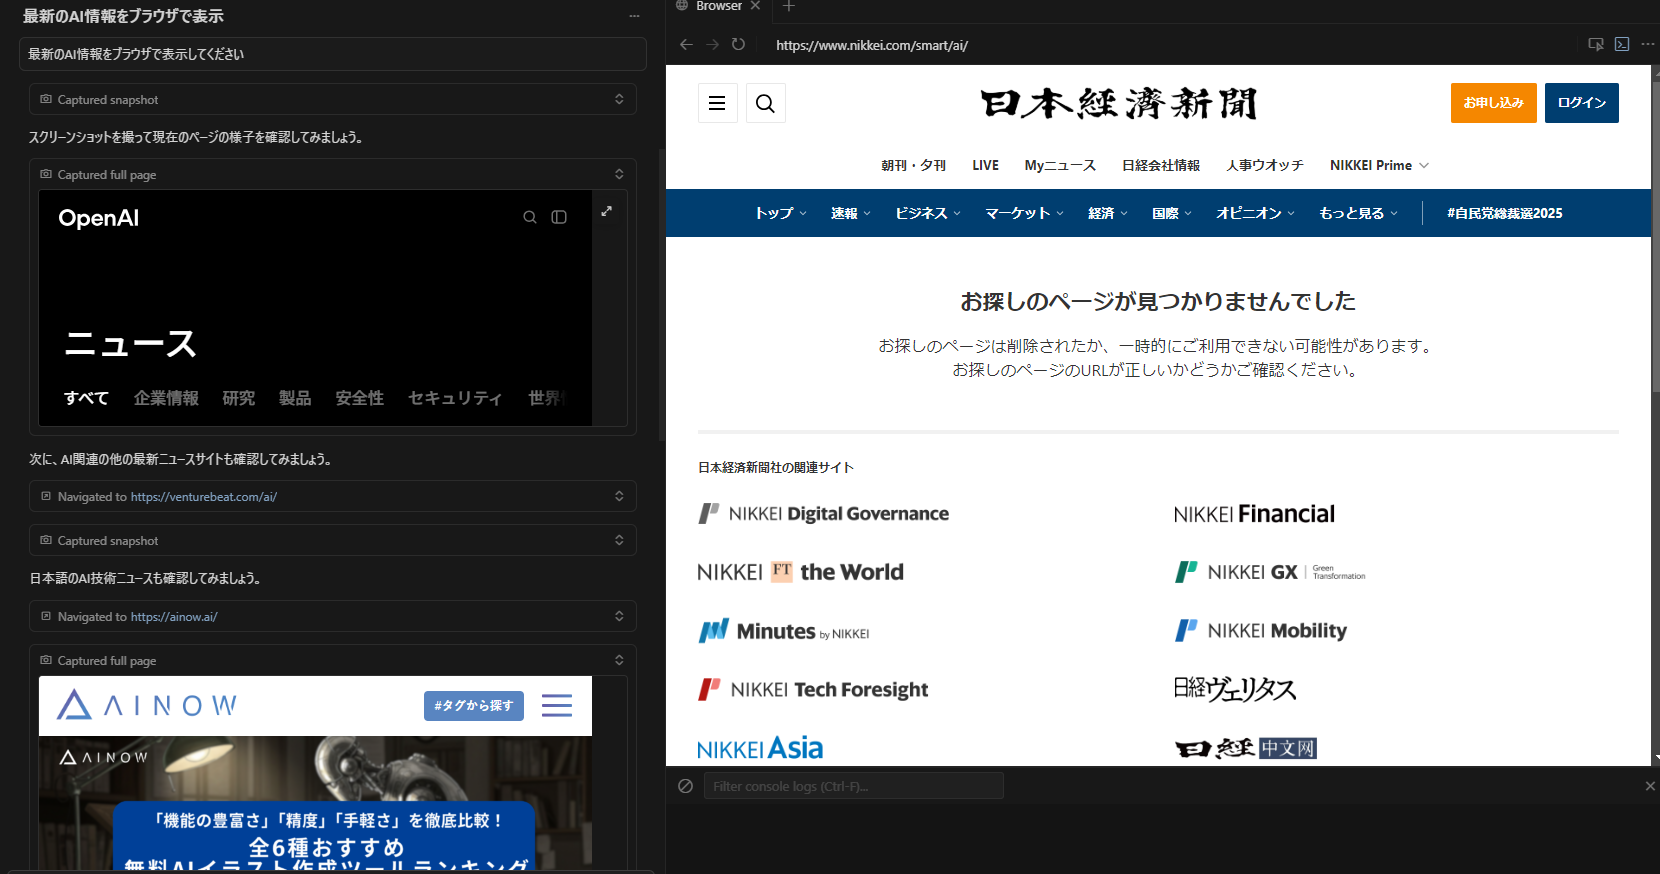 最新のAI情報をブラウザで表示
最新のAI情報をブラウザで表示してください
Captured snapshot
スクリーンショットを撮って現在のページの様子を確認してみましょう。
Captured full page
OpenAI
ニュース
すべて 企業情報 研究 製品 安全性 セキュリティ 世界
次に、AI関連の他の最新ニュースサイトも確認してみましょう。
Navigated to https://venturebeat.com/ai/
Captured snapshot
日本語のAI技術ニュースも確認してみましょう。
Navigated to https://ainow.ai/
Captured full page
AINOW
#タグから探す
AINOW
「機能の豊富さ」「精度」「手軽さ」を徹底比較！
全6種おすすめ
無料AIイラスト作成ツールランキング
Browser
https://www.nikkei.com/smart/ai/
日本経済新聞
お申し込み ログイン
朝刊・夕刊 LIVE Myニュース 日経会社情報 人事ウオッチ NIKKEI Prime
トップ 速報 ビジネス マーケット 経済 国際 オピニオン もっと見る #自民党総裁選2025
お探しのページが見つかりませんでした
お探しのページは削除されたか、一時的にご利用できない可能性があります。
お探しのページのURLが正しいかどうかご確認ください。
日本経済新聞社の関連サイト
NIKKEI Digital Governance
NIKKEI Financial
NIKKEI FT the World
NIKKEI GX Green Transformation
Minutes by NIKKEI
NIKKEI Mobility
NIKKEI Tech Foresight
日経ヴェリタス
NIKKEI Asia
日経 中文网
Filter console logs (Ctrl-F)...